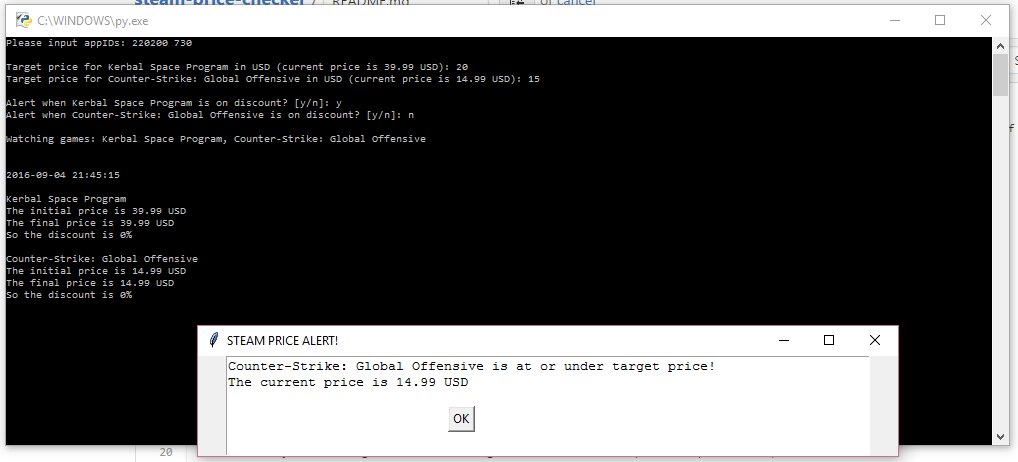 steam-price-checker / README.md
or cancel
C:\WINDOWS\py.exe
Please input appIDs: 220200 730
Target price for Kerbal Space Program in USD (current price is 39.99 USD): 20
Target price for Counter-Strike: Global Offensive in USD (current price is 14.99 USD): 15
Alert when Kerbal Space Program is on discount? [y/n]: y
Alert when Counter-Strike: Global Offensive is on discount? [y/n]: n
Watching games: Kerbal Space Program, Counter-Strike: Global Offensive
2016-09-04 21:45:15
Kerbal Space Program
The initial price is 39.99 USD
The final price is 39.99 USD
So the discount is 0%
Counter-Strike: Global Offensive
The initial price is 14.99 USD
The final price is 14.99 USD
So the discount is 0%
STEAM PRICE ALERT!
Counter-Strike: Global Offensive is at or under target price!
The current price is 14.99 USD
OK
20